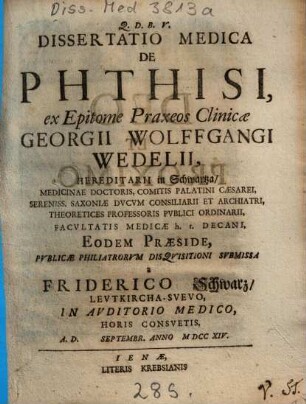 Diss. Med 3813a
Q. D. B. V.
DISSERTATIO MEDICA
DE
PHTHISI,
ex Epitome Praxeos Clinicæ
GEORGII WOLFFGANGI
WEDELII,
HEREDITARII in Schwartza/
MEDICINAE DOCTORIS, COMITIS PALATINI CÆSAREI,
SERENISS. SAXONIÆ DVCVM CONSILIARII ET ARCHIATRI,
THEORETICES PROFESSORIS PVBLICI ORDINARII,
FACVLTATIS MEDICÆ h. t. DECANI,
EODEM PRÆSIDE,
PVBLICÆ PHILIATRORVM DISQVISITIONI SVBMISSA
à
FRIDERICO Schwarz/
LEVTKIRCHA-SVEVO,
IN AVDITORIO MEDICO,
HORIS CONSVETIS,
A. D. SEPTEMBR. ANNO MDCC XIV.
IENÆ,
LITERIS KREBSIANIS
285.